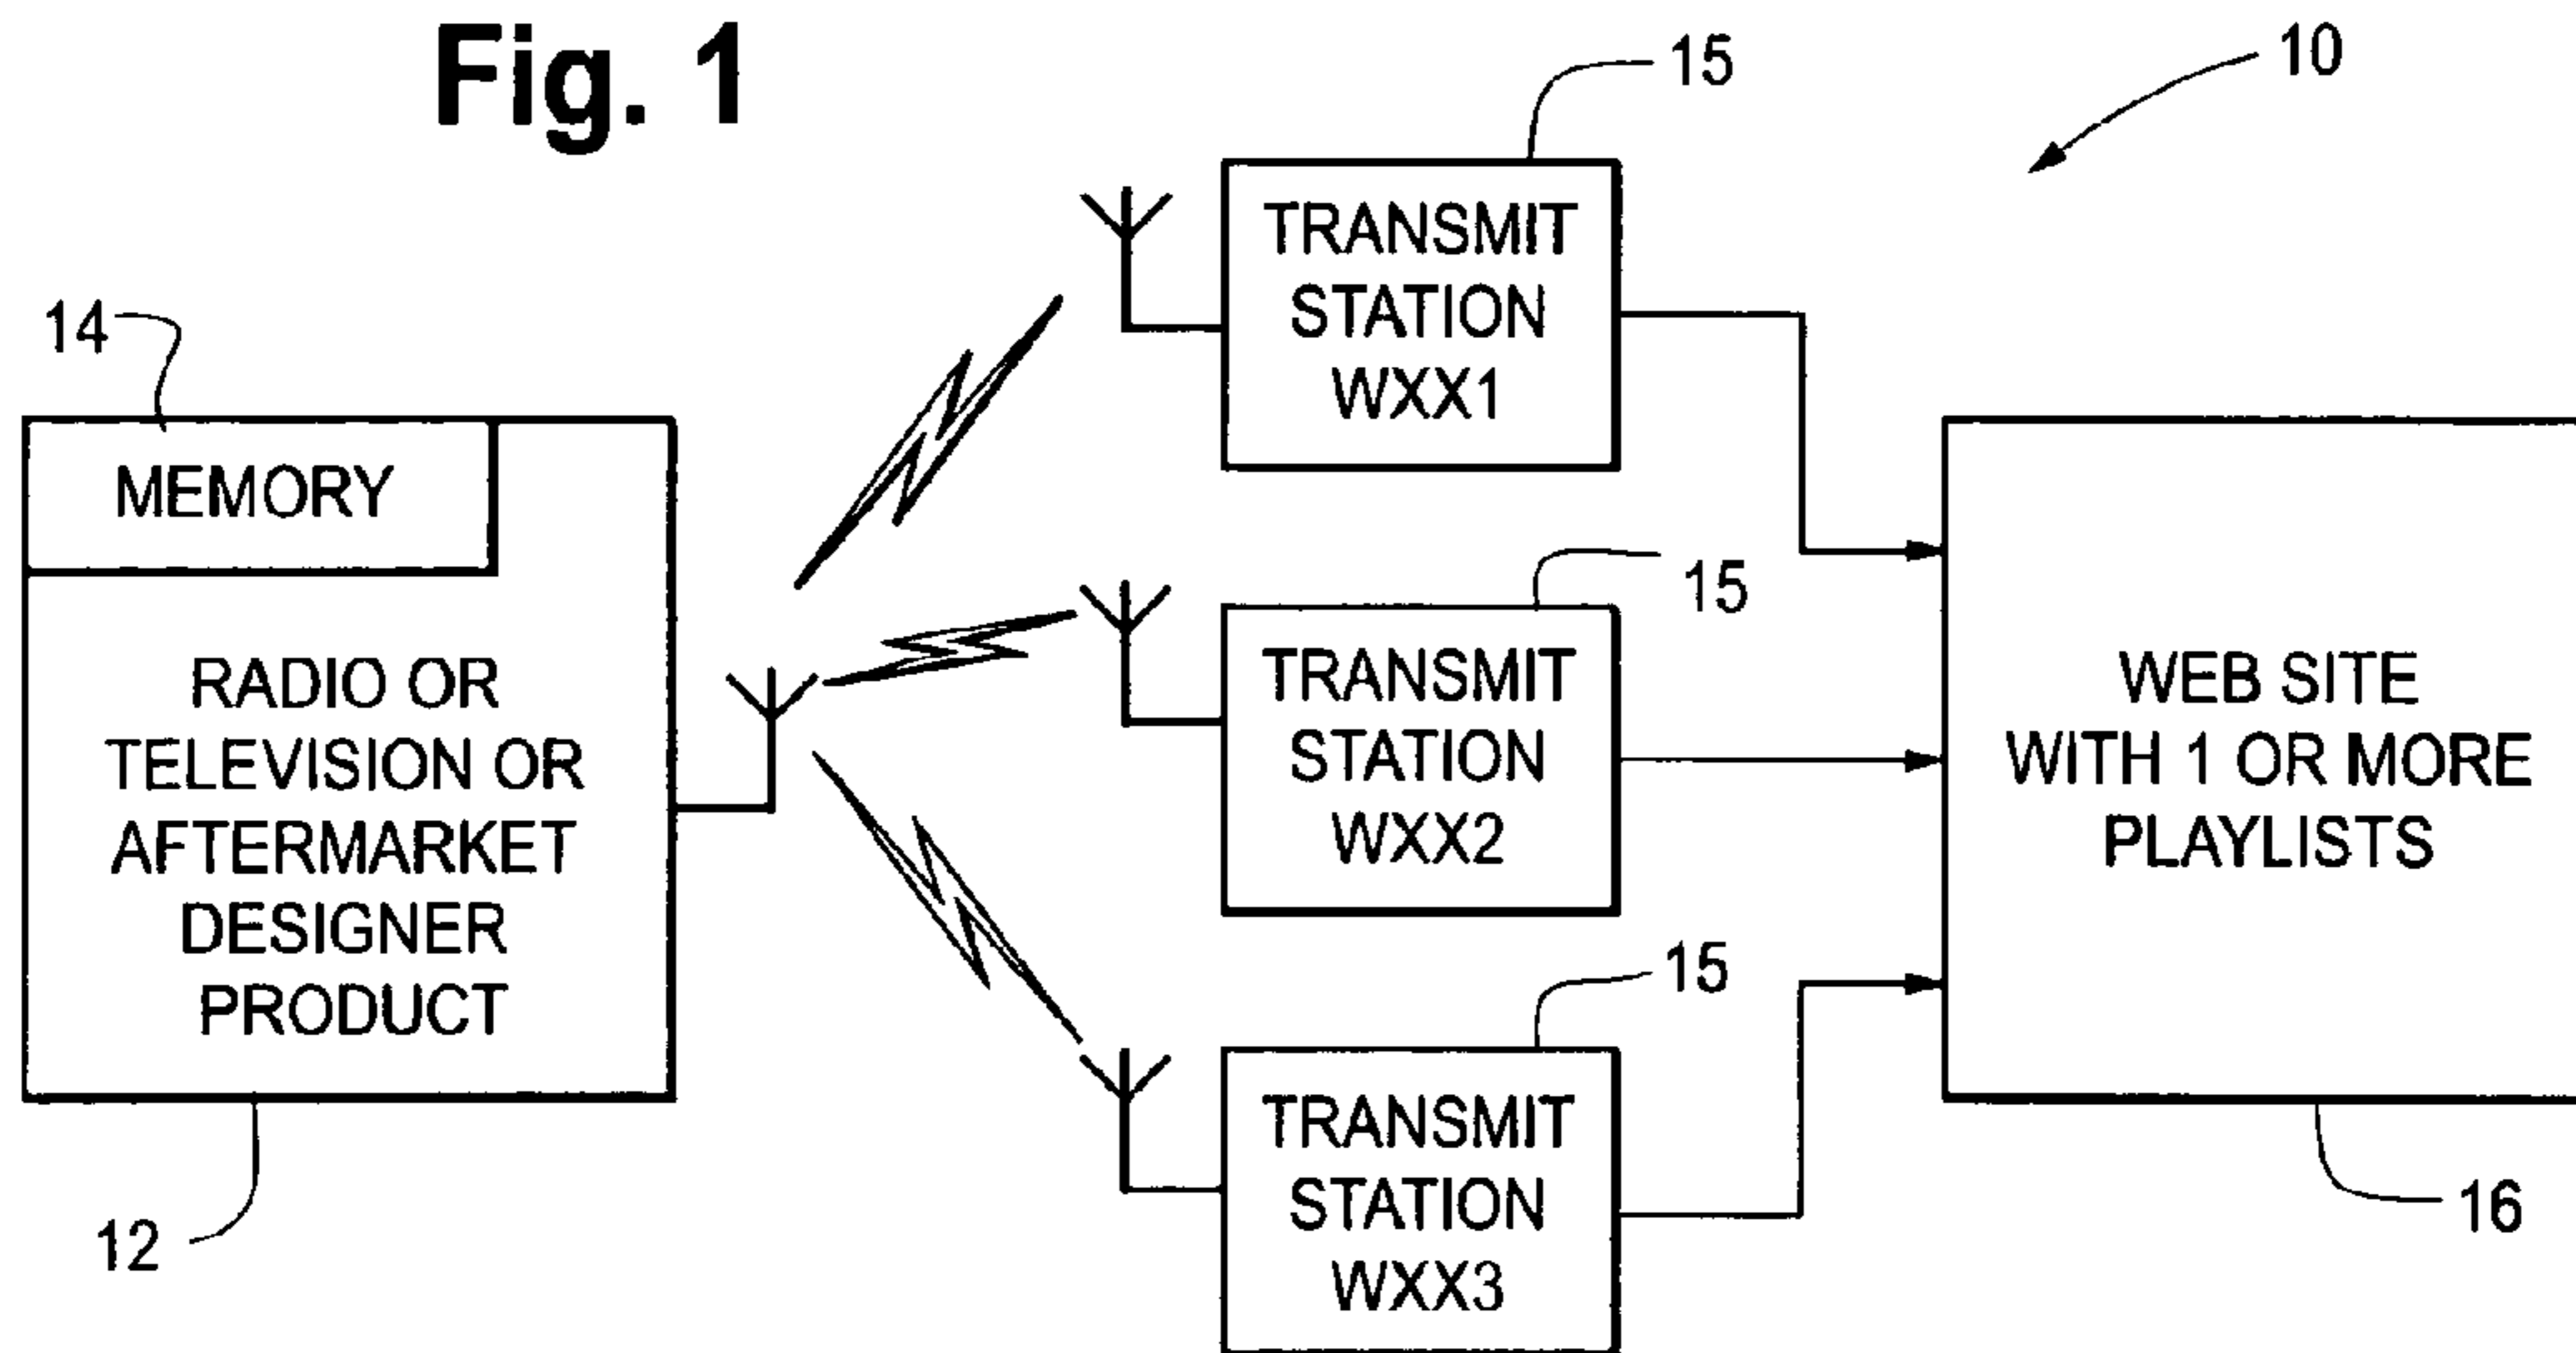 Fig. 1
10
15
TRANSMIT
STATION
WXX1
14
MEMORY
RADIO OR
TELEVISION OR
AFTERMARKET
DESIGNER
PRODUCT
12
15
TRANSMIT
STATION
WXX2
15
TRANSMIT
STATION
WXX3
WEB SITE
WITH 1 OR MORE
PLAYLISTS
16